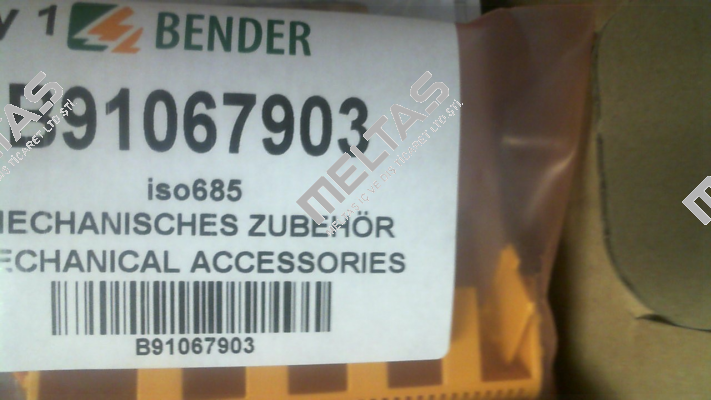 y 1 BENDER
B91067903
iso685
MECHANISCHES ZUBEHÖR
ECHANICAL ACCESSORIES
B91067903
MELTAS